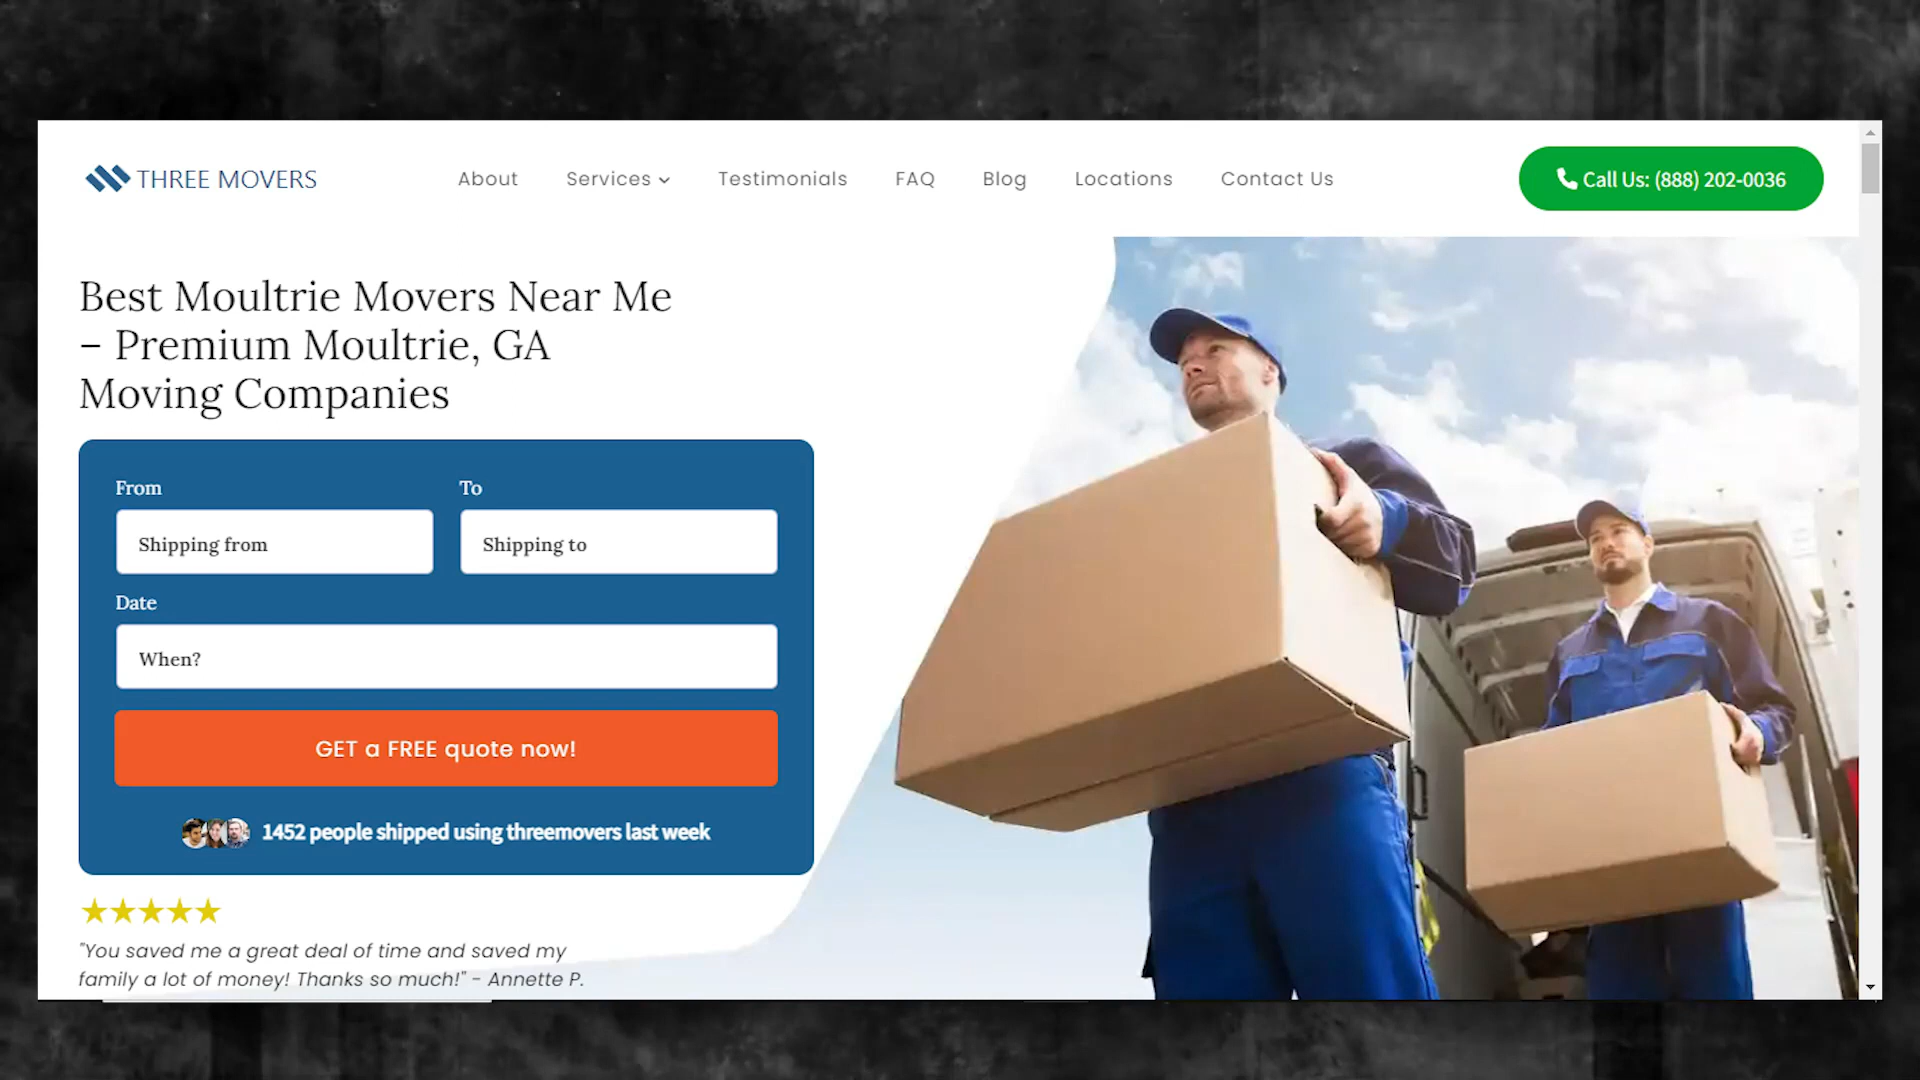 THREE MOVERS
About
Services
Testimonials
FAQ
Blog
Locations
Contact Us
Call Us: (888) 202-0036
Best Moultrie Movers Near Me
– Premium Moultrie, GA
Moving Companies
From
To
Shipping from
Shipping to
Date
When?
GET a FREE quote now!
1452 people shipped using threemovers last week
"You saved me a great deal of time and saved my
family a lot of money! Thanks so much!" - Annette P.